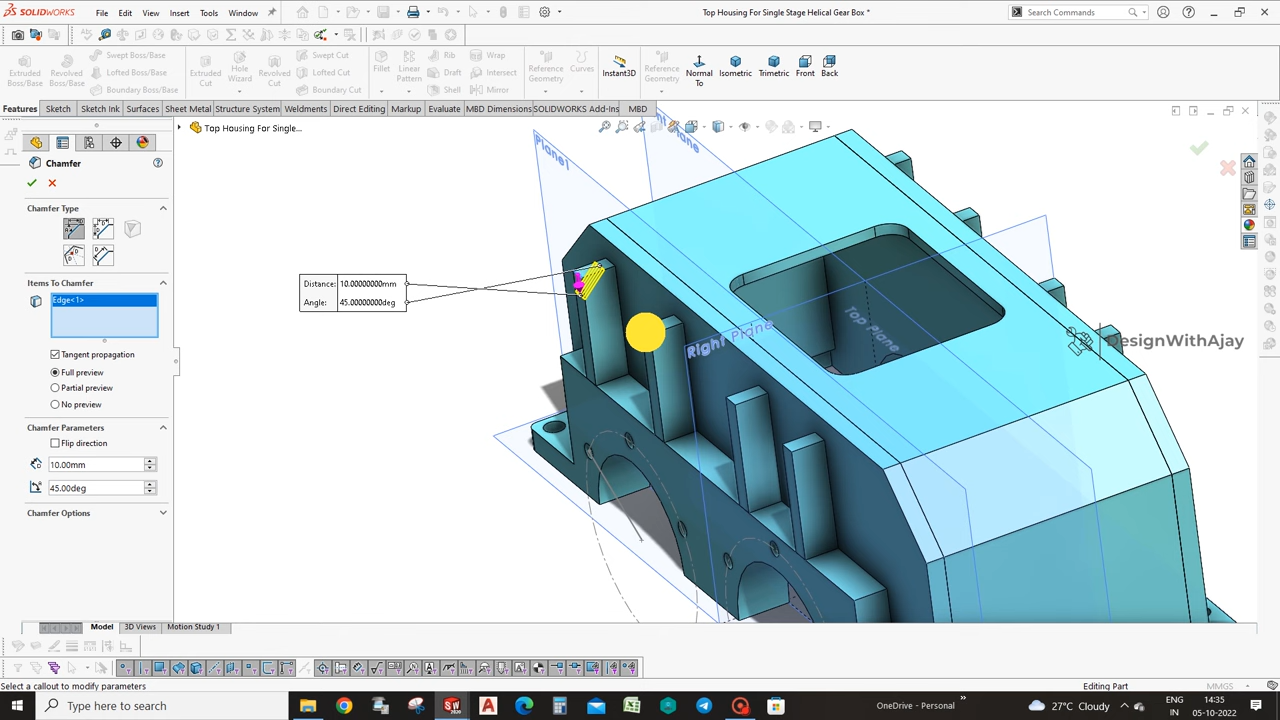 SOLIDWORKS File Edit View Insert Tools Window Top Housing For Single Stage Helical Gear Box * Search Commands
Extruded Boss/Base Revolved Boss/Base Swept Boss/Base Lofted Boss/Base Boundary Boss/Base Extruded Cut Hole Wizard Revolved Cut Swept Cut Lofted Cut Boundary Cut Fillet Linear Pattern Rib Draft Shell Wrap Intersect Mirror Reference Geometry Curves Instant3D Reference Geometry Normal To Isometric Trimetric Front Back
Features Sketch Sketch Ink Surfaces Sheet Metal Structure System Weldments Direct Editing Markup Evaluate MBD Dimensions SOLIDWORKS Add-Ins MBD
Top Housing For Single...
Chamfer
Chamfer Type
Items To Chamfer
Edge<1>
Tangent propagation
Full preview
Partial preview
No preview
Chamfer Parameters
Flip direction
10.00mm
45.00deg
Chamfer Options
Distance: 10.00000000mm
Angle: 45.00000000deg
Plane1
Plane
Right Plane
Top Plane
DesignWithAjay
Model 3D Views Motion Study 1
Select a callout to modify parameters Editing Part MMGS
Type here to search OneDrive - Personal 27°C Cloudy ENG IN 14:35 05-10-2022